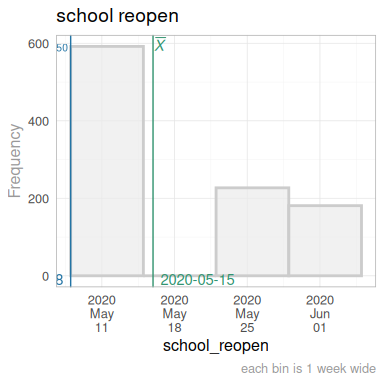 school reopen
600
400
200
0
Frequency
50
X
8
2020-05-15
2020
May
11
2020
May
18
2020
May
25
2020
Jun
01
school_reopen
each bin is 1 week wide